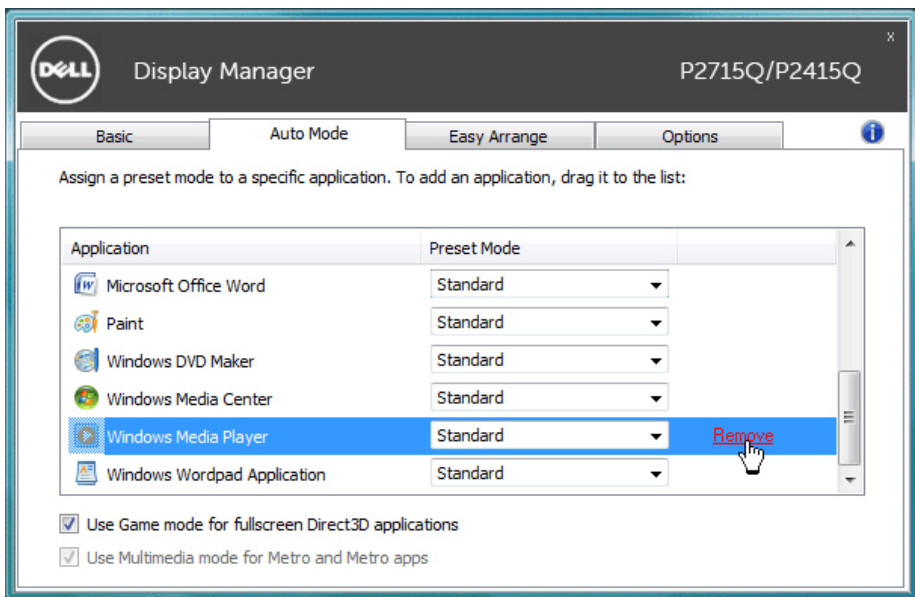 x
DELL Display Manager P2715Q/P2415Q
Basic Auto Mode Easy Arrange Options
Assign a preset mode to a specific application. To add an application, drag it to the list:
Application Preset Mode
Microsoft Office Word Standard
Paint Standard
Windows DVD Maker Standard
Windows Media Center Standard
Windows Media Player Standard Remove
Windows Wordpad Application Standard
Use Game mode for fullscreen Direct3D applications
Use Multimedia mode for Metro and Metro apps